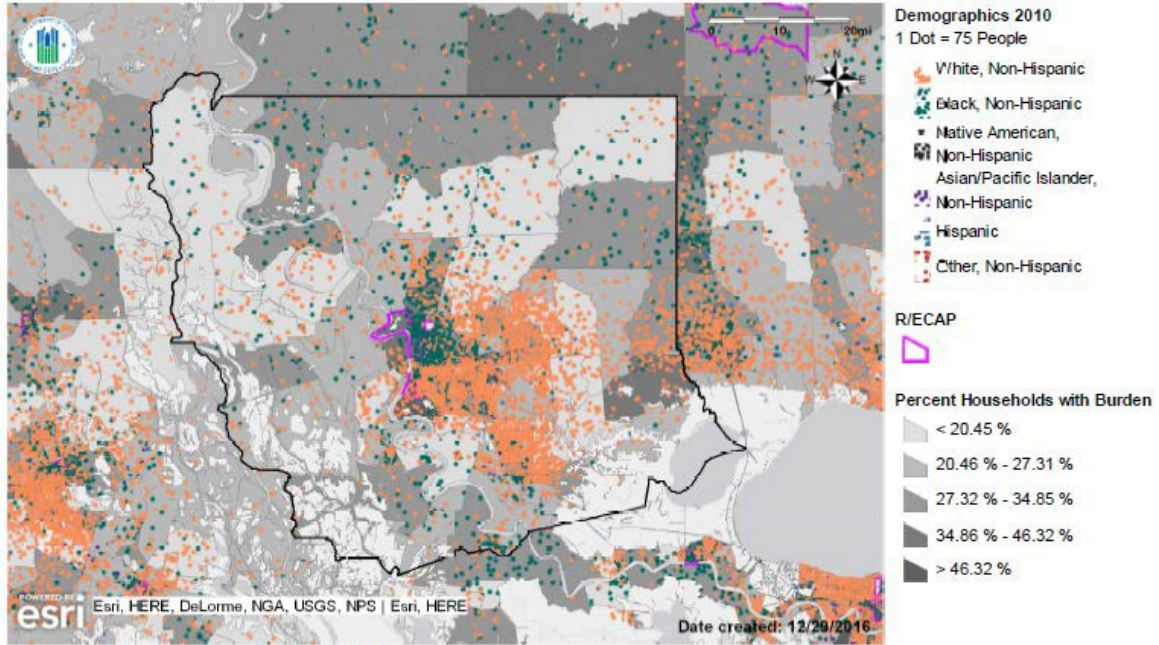 0 10 20mi
N
W E
S
POWERED BY
esri
Esri, HERE, DeLorme, NGA, USGS, NPS | Esri, HERE
Date created: 12/29/2016
Demographics 2010
1 Dot = 75 People
White, Non-Hispanic
Black, Non-Hispanic
Native American,
Non-Hispanic
Asian/Pacific Islander,
Non-Hispanic
Hispanic
Other, Non-Hispanic
R/ECAP
Percent Households with Burden
< 20.45 %
20.46 % - 27.31 %
27.32 % - 34.85 %
34.86 % - 46.32 %
> 46.32 %